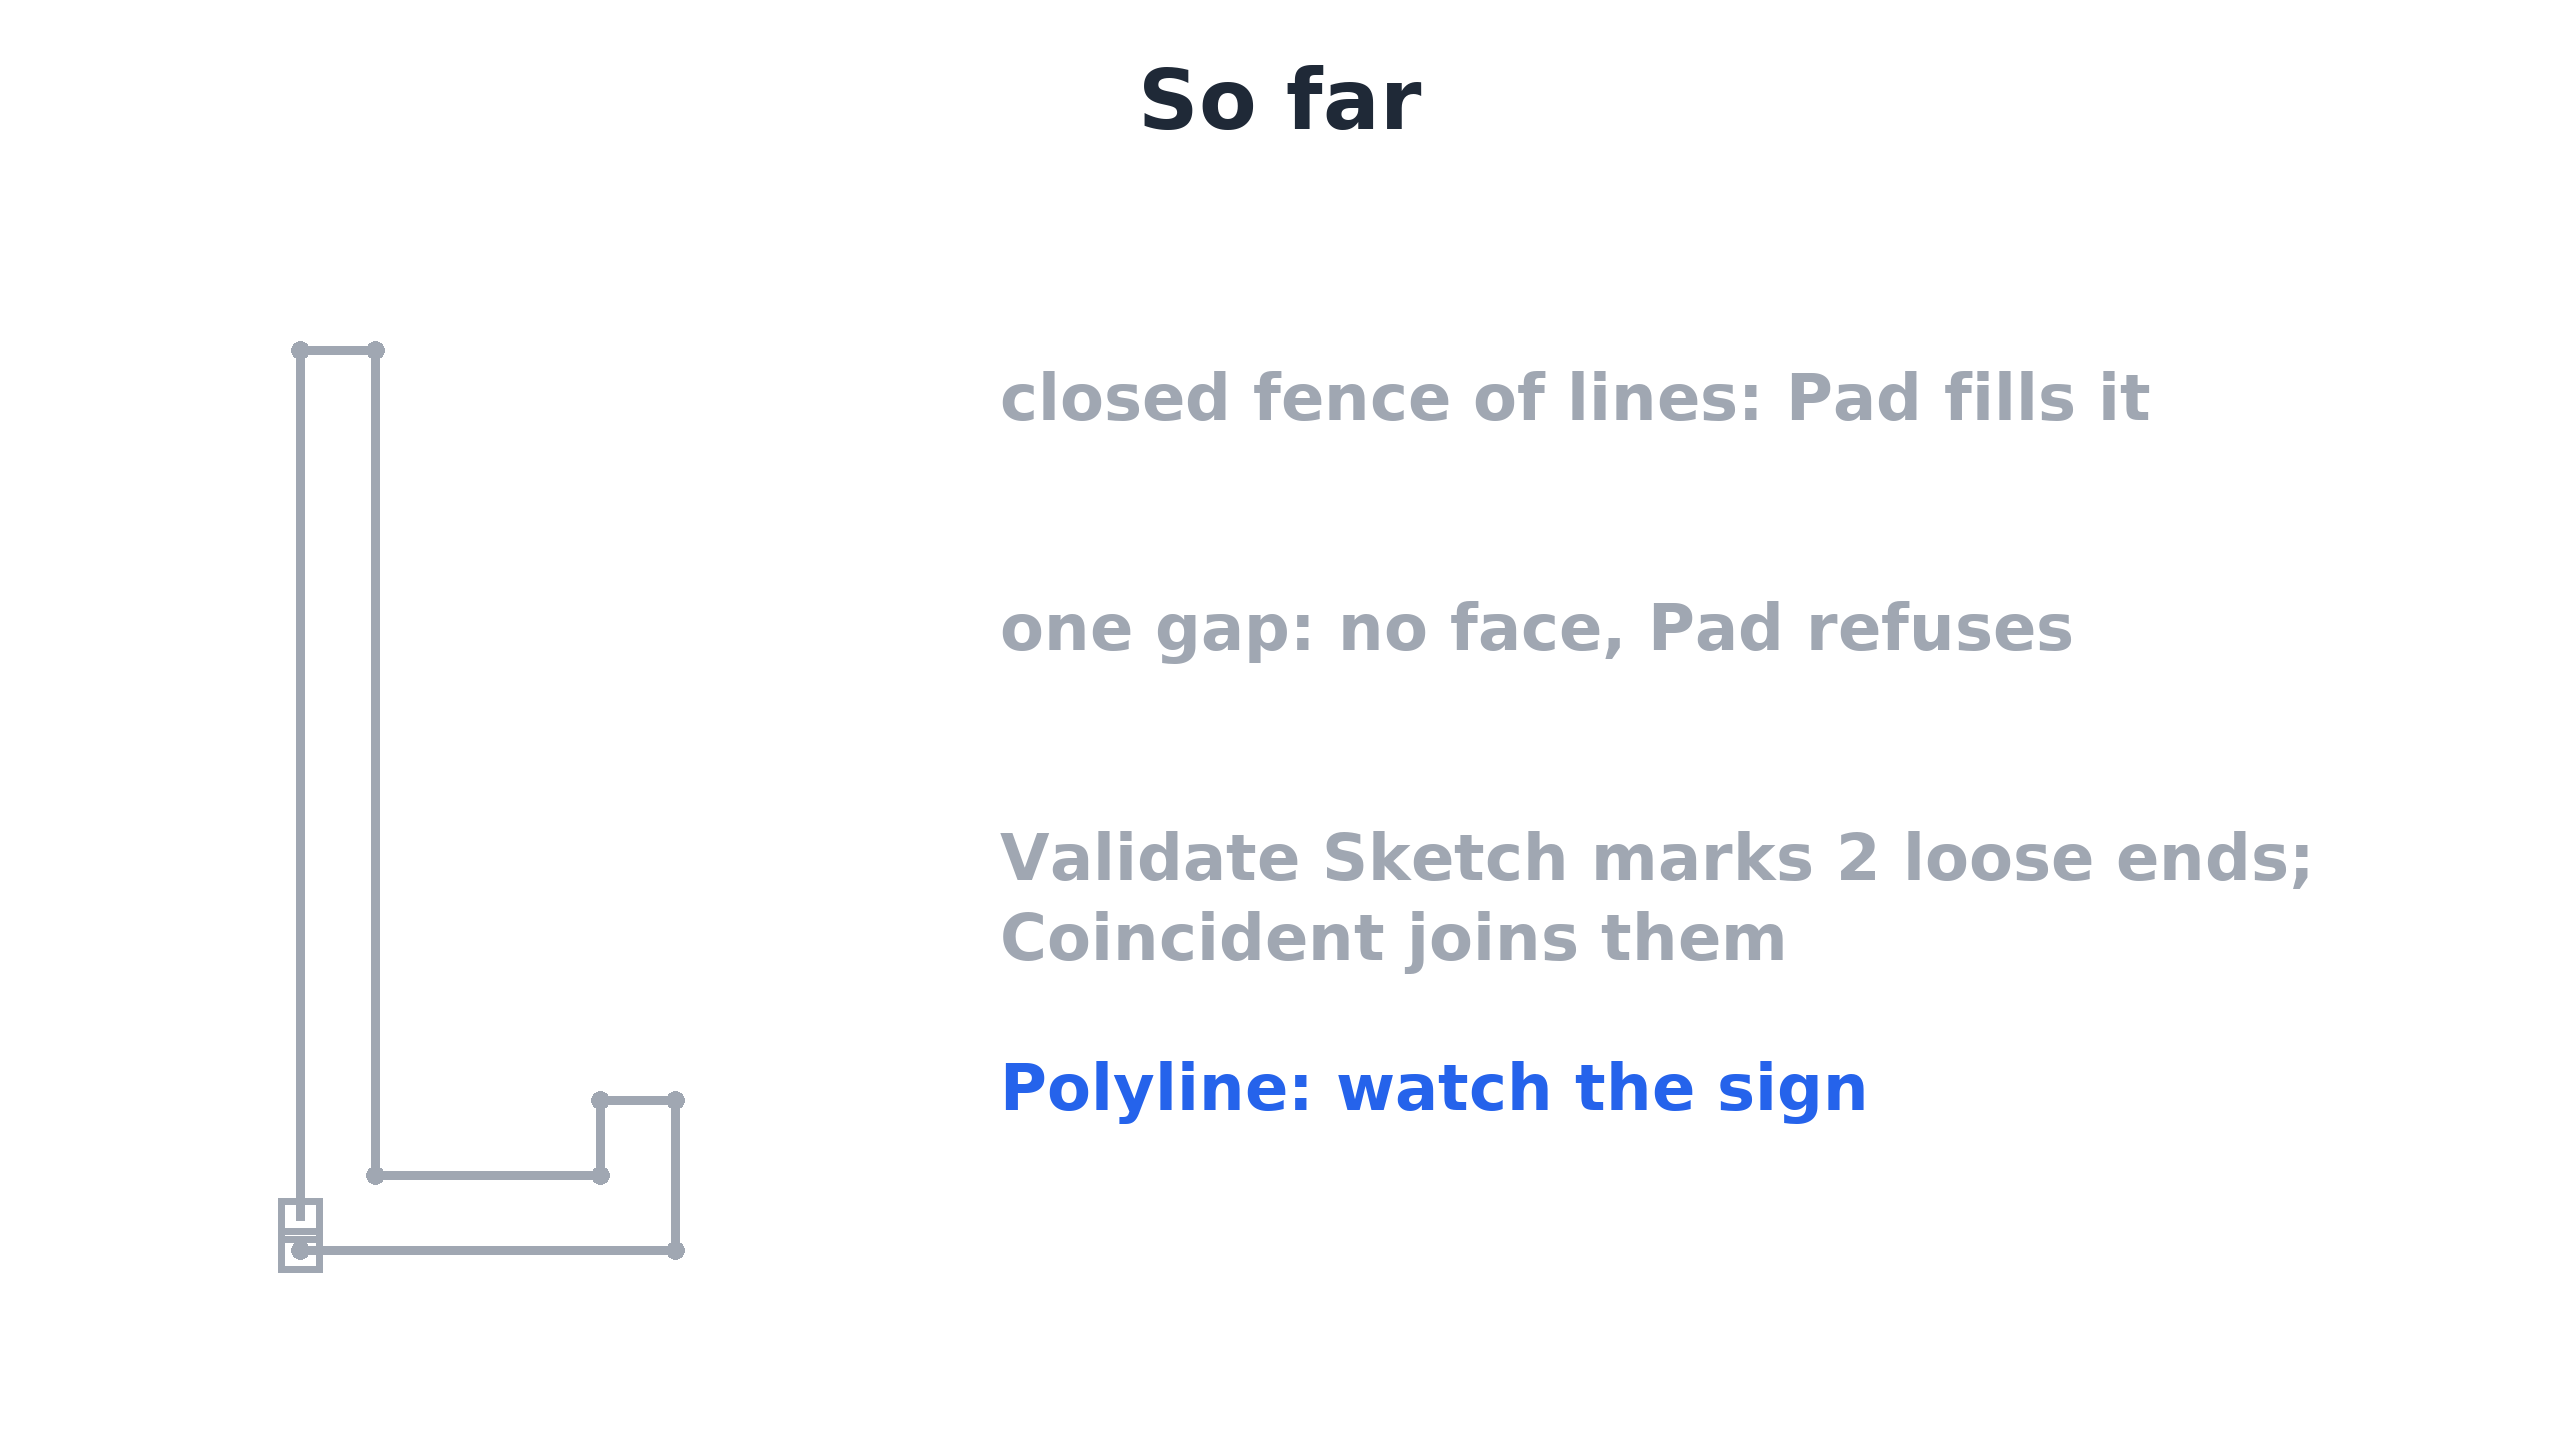 So far
closed fence of lines: Pad fills it
one gap: no face, Pad refuses
Validate Sketch marks 2 loose ends;
Coincident joins them
Polyline: watch the sign